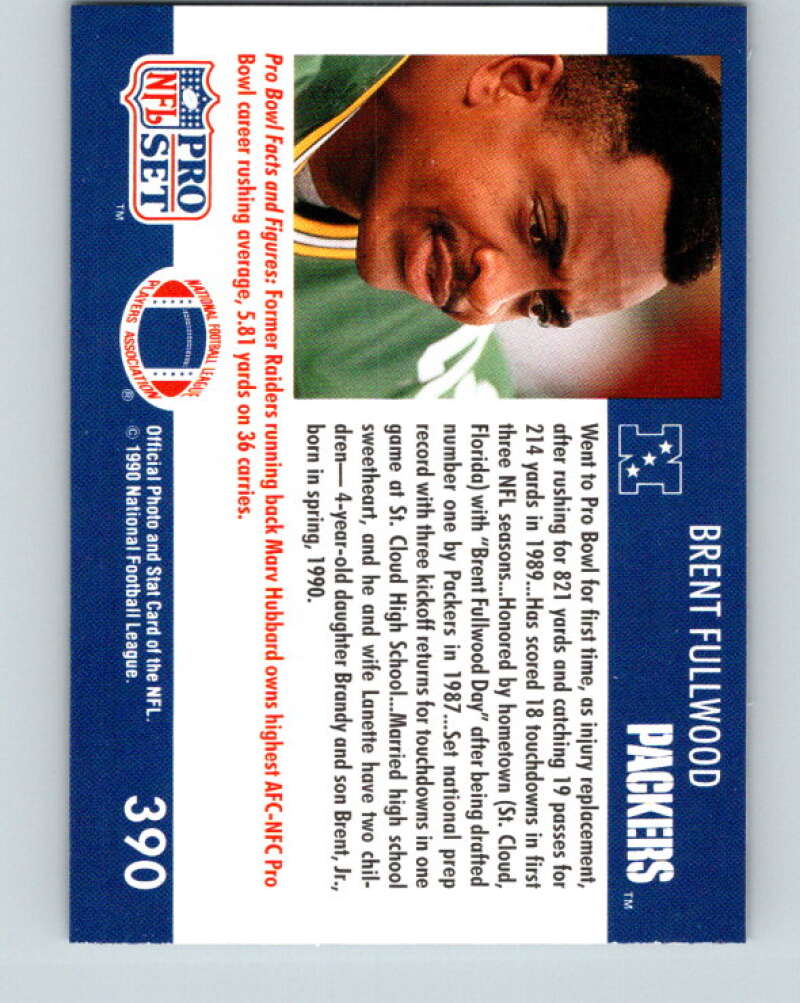 BRENT FULLWOOD
PACKERS™
N
Went to Pro Bowl for first time, as injury replacement,
after rushing for 821 yards and catching 19 passes for
214 yards in 1989...Has scored 18 touchdowns in first
three NFL seasons...Honored by hometown (St. Cloud,
Florida) with "Brent Fullwood Day" after being drafted
number one by Packers in 1987...Set national prep
record with three kickoff returns for touchdowns in one
game at St. Cloud High School...Married high school
sweetheart, and he and wife Lanette have two chil-
dren— 4-year-old daughter Brandy and son Brent, Jr.,
born in spring, 1990.
Pro Bowl Facts and Figures: Former Raiders running back Marv Hubbard owns highest AFC-NFC Pro
Bowl career rushing average, 5.81 yards on 36 carries.
NFL
PRO
SET™
NATIONAL FOOTBALL LEAGUE
PLAYERS ASSOCIATION®
Official Photo and Stat Card of the NFL.
© 1990 National Football League.
390